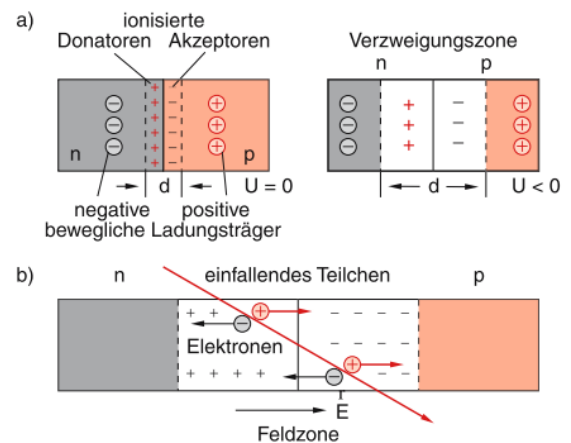 a)
ionisierte
Donatoren Akzeptoren
n p
d U = 0
negative positive
bewegliche Ladungsträger
Verzweigungszone
n p
d U < 0
b)
n einfallendes Teilchen p
Elektronen
E
Feldzone